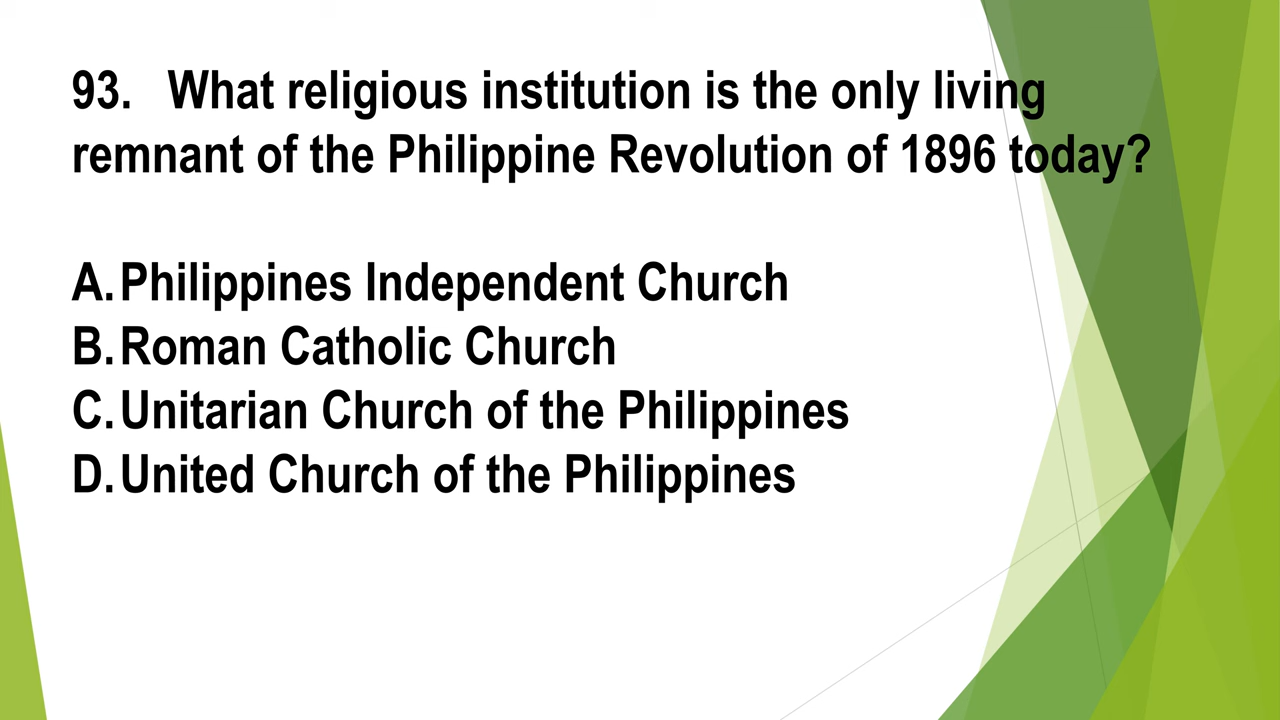 93. What religious institution is the only living
remnant of the Philippine Revolution of 1896 today?
A. Philippines Independent Church
B. Roman Catholic Church
C. Unitarian Church of the Philippines
D. United Church of the Philippines